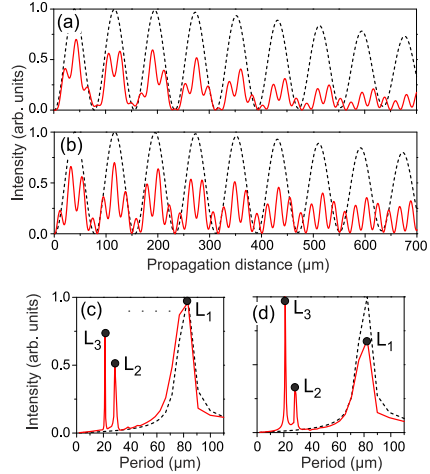 (a)
1.0
0.5
0.0
(b)
1.0
0.5
0.0
Intensity (arb. units)
0 100 200 300 400 500 600 700
Propagation distance (μm)
(c)
(d)
1.0
0.5
0.0
Intensity (arb. units)
L3
L2
L1
L3
L2
L1
0 20 40 60 80 100
0 20 40 60 80 100
Period (μm)
Period (μm)